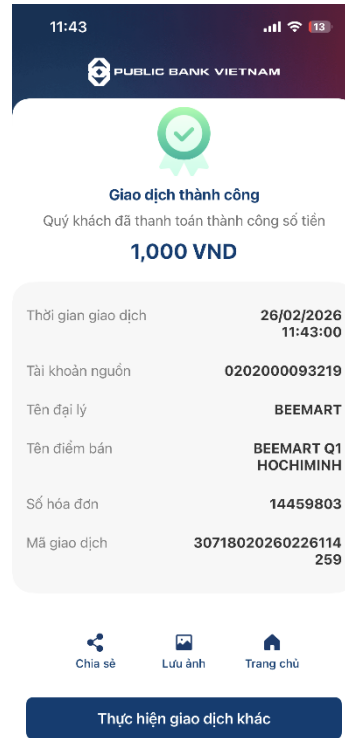 11:43
13
PUBLIC BANK VIETNAM
Giao dịch thành công
Quý khách đã thanh toán thành công số tiền
1,000 VND
Thời gian giao dịch 26/02/2026
11:43:00
Tài khoản nguồn 0202000093219
Tên đại lý BEEMART
Tên điểm bán BEEMART Q1
HOCHIMINH
Số hóa đơn 14459803
Mã giao dịch 30718020260226114
259
Chia sẻ Lưu ảnh Trang chủ
Thực hiện giao dịch khác